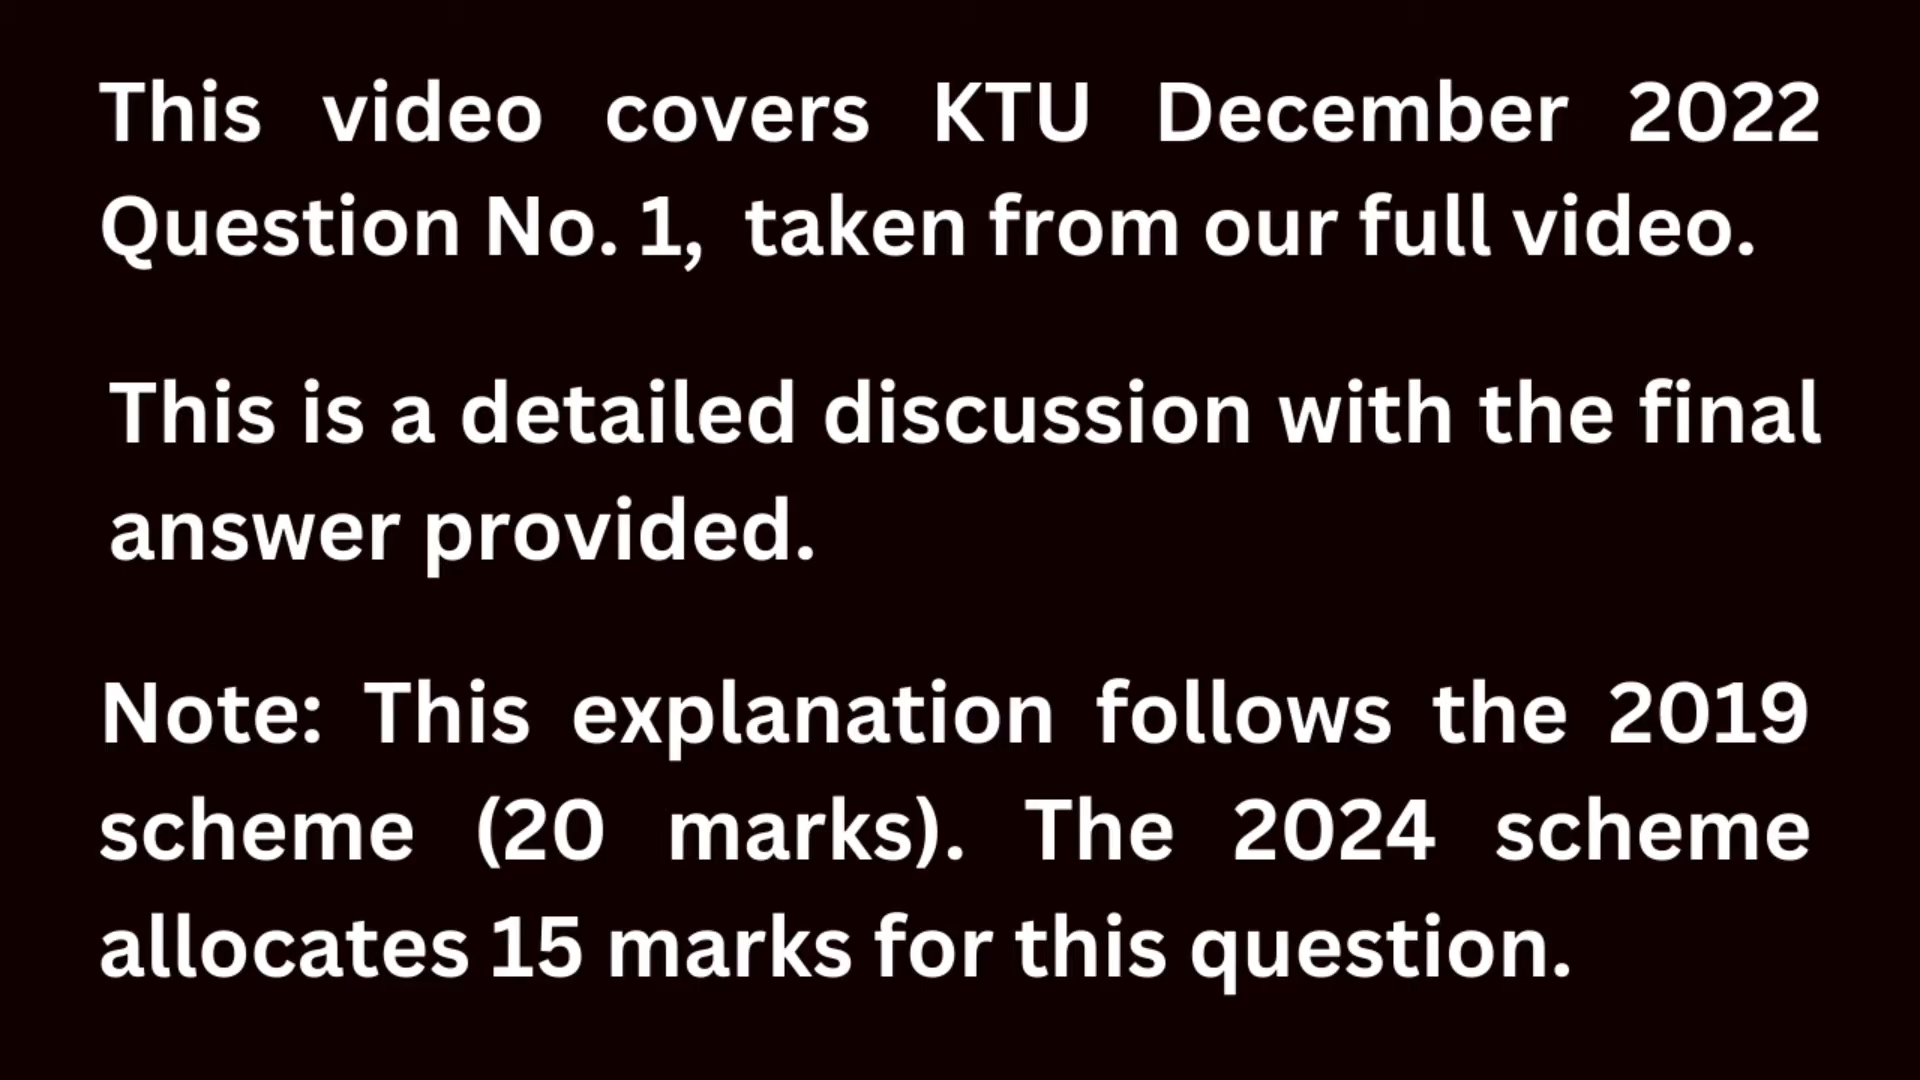 This video covers KTU December 2022
Question No. 1, taken from our full video.
This is a detailed discussion with the final
answer provided.
Note: This explanation follows the 2019
scheme (20 marks). The 2024 scheme
allocates 15 marks for this question.